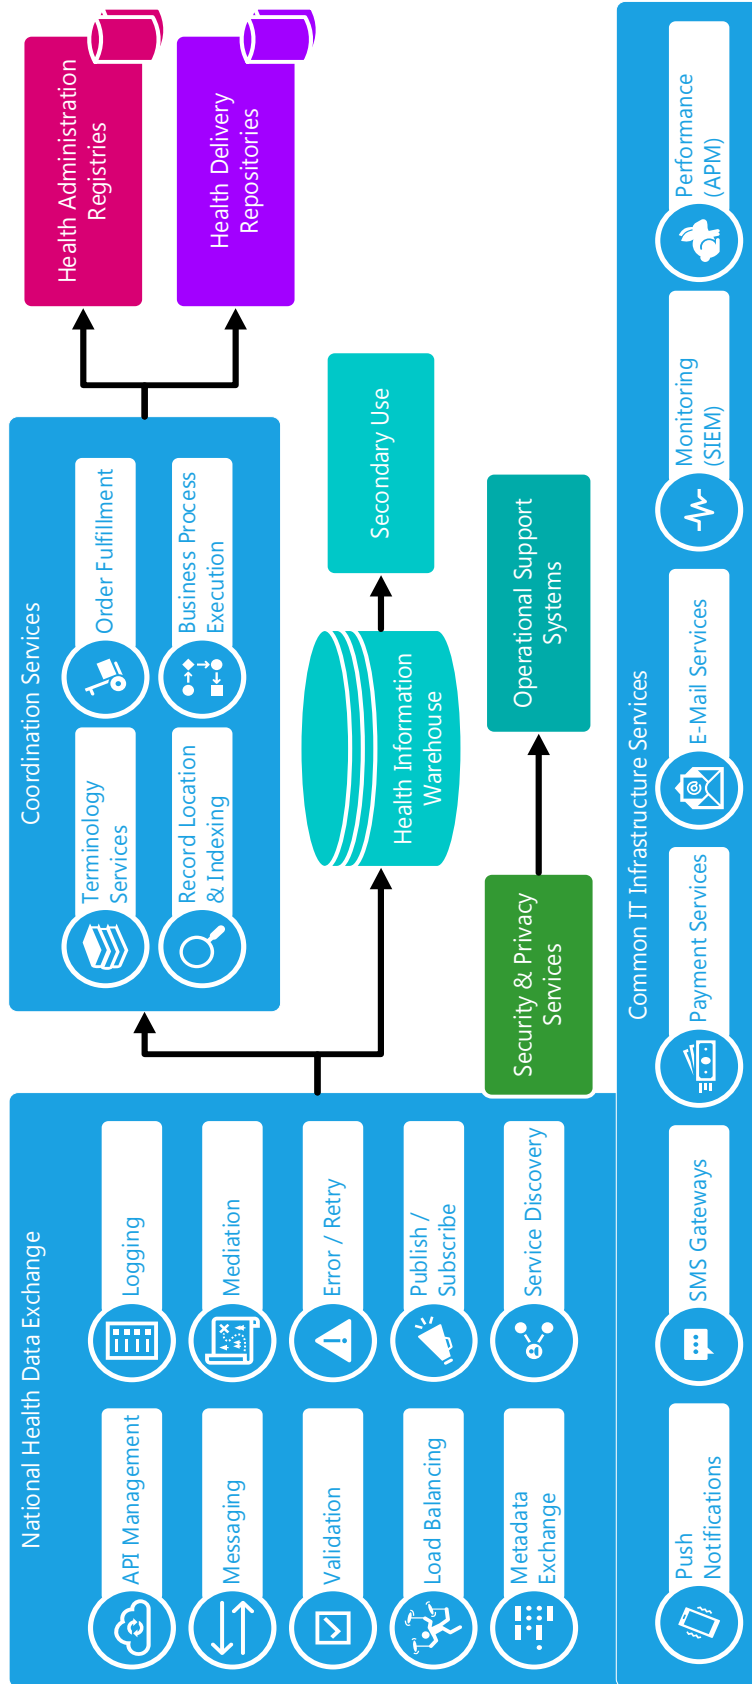 National Health Data Exchange
API Management
Logging
Messaging
Mediation
Validation
Error / Retry
Load Balancing
Publish /
Subscribe
Metadata
Exchange
Service Discovery
Coordination Services
Terminology
Services
Order Fulfillment
Record Location
& Indexing
Business Process
Execution
Health Administration
Registries
Health Delivery
Repositories
Health Information
Warehouse
Secondary Use
Security & Privacy
Services
Operational Support
Systems
Common IT Infrastructure Services
Push
Notifications
SMS Gateways
Payment Services
E-Mail Services
Monitoring
(SIEM)
Performance
(APM)